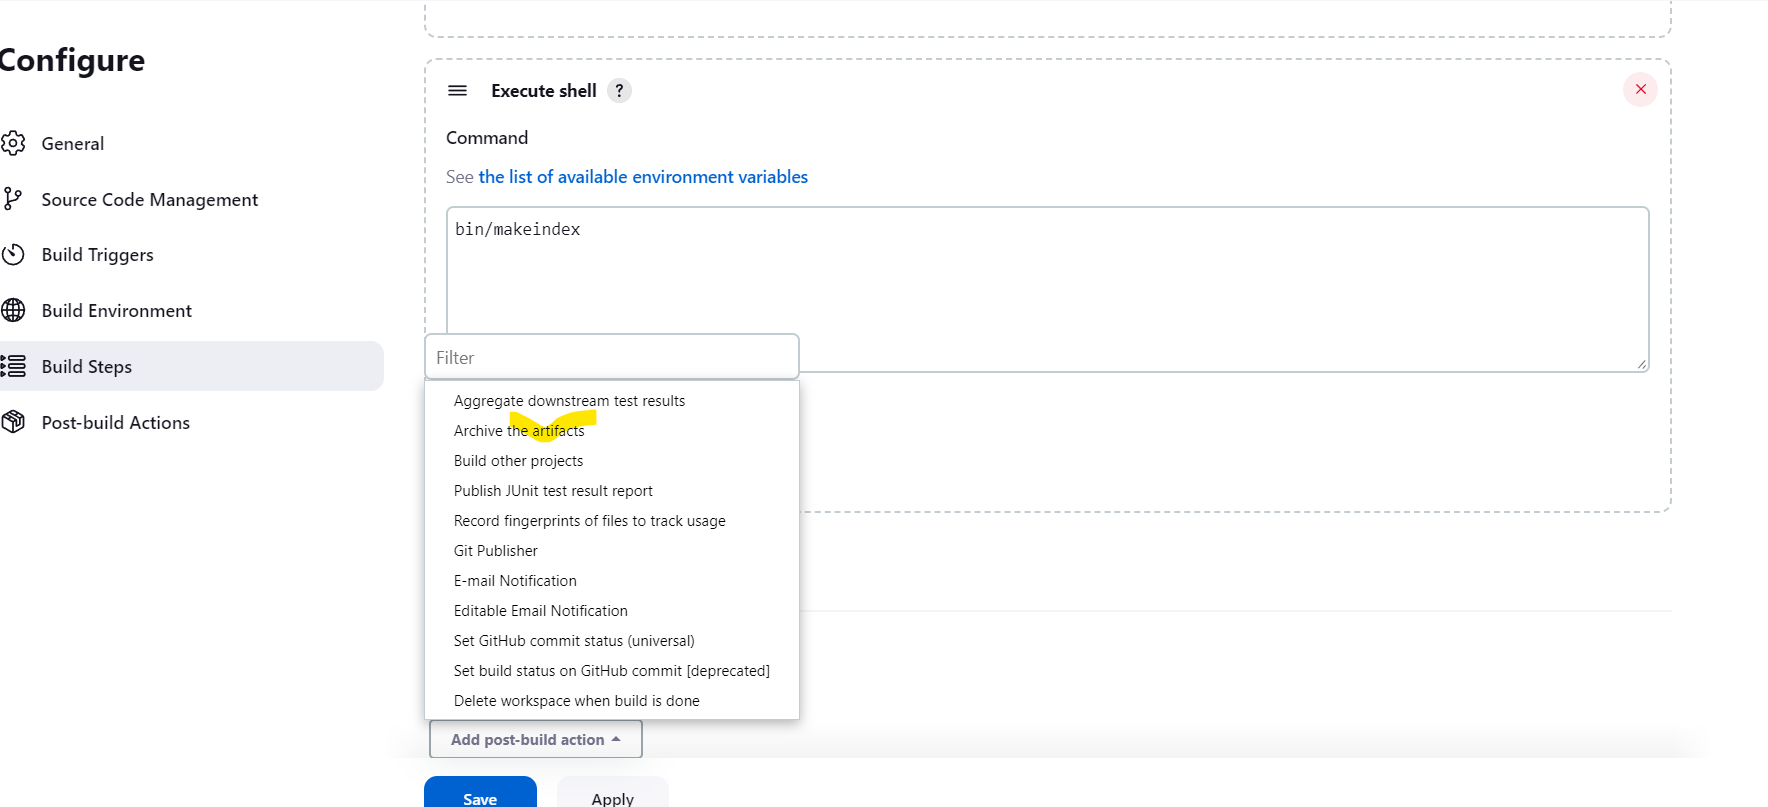 Configure
General
Source Code Management
Build Triggers
Build Environment
Build Steps
Post-build Actions
Execute shell ?
Command
See the list of available environment variables
bin/makeindex
Filter
Aggregate downstream test results
Archive the artifacts
Build other projects
Publish JUnit test result report
Record fingerprints of files to track usage
Git Publisher
E-mail Notification
Editable Email Notification
Set GitHub commit status (universal)
Set build status on GitHub commit [deprecated]
Delete workspace when build is done
Add post-build action
Save Apply